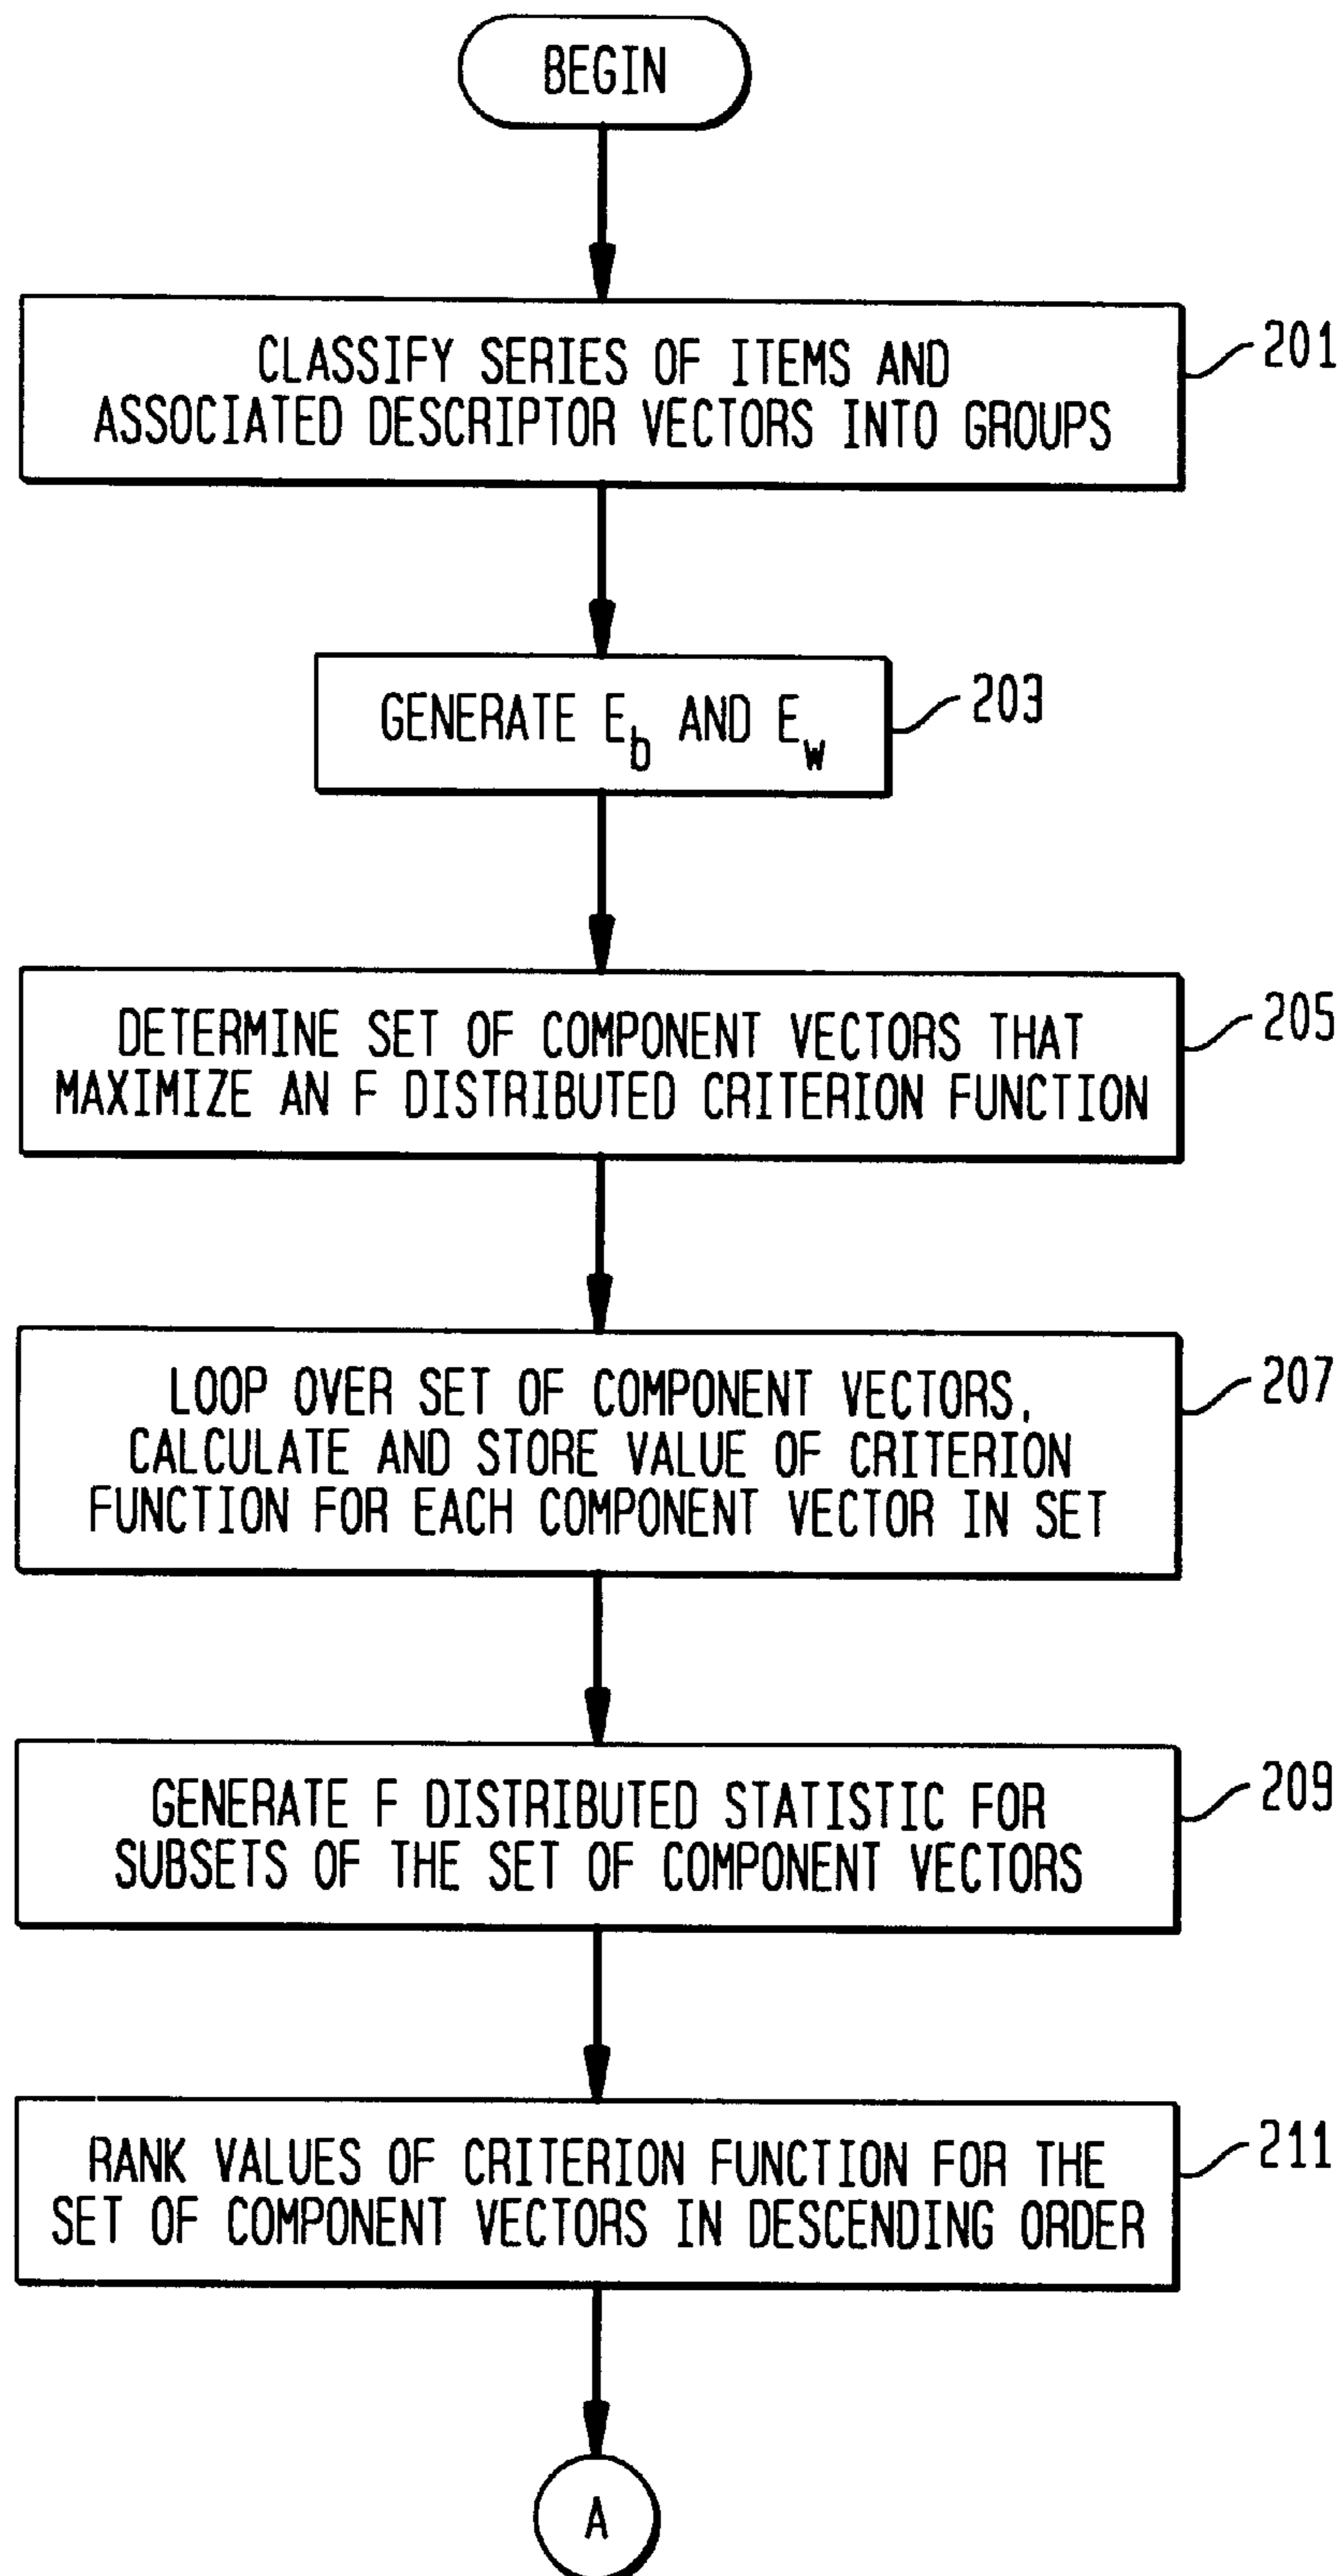 BEGIN
CLASSIFY SERIES OF ITEMS AND
ASSOCIATED DESCRIPTOR VECTORS INTO GROUPS
201
GENERATE E_b AND E_w
203
DETERMINE SET OF COMPONENT VECTORS THAT
MAXIMIZE AN F DISTRIBUTED CRITERION FUNCTION
205
LOOP OVER SET OF COMPONENT VECTORS,
CALCULATE AND STORE VALUE OF CRITERION
FUNCTION FOR EACH COMPONENT VECTOR IN SET
207
GENERATE F DISTRIBUTED STATISTIC FOR
SUBSETS OF THE SET OF COMPONENT VECTORS
209
RANK VALUES OF CRITERION FUNCTION FOR THE
SET OF COMPONENT VECTORS IN DESCENDING ORDER
211
A